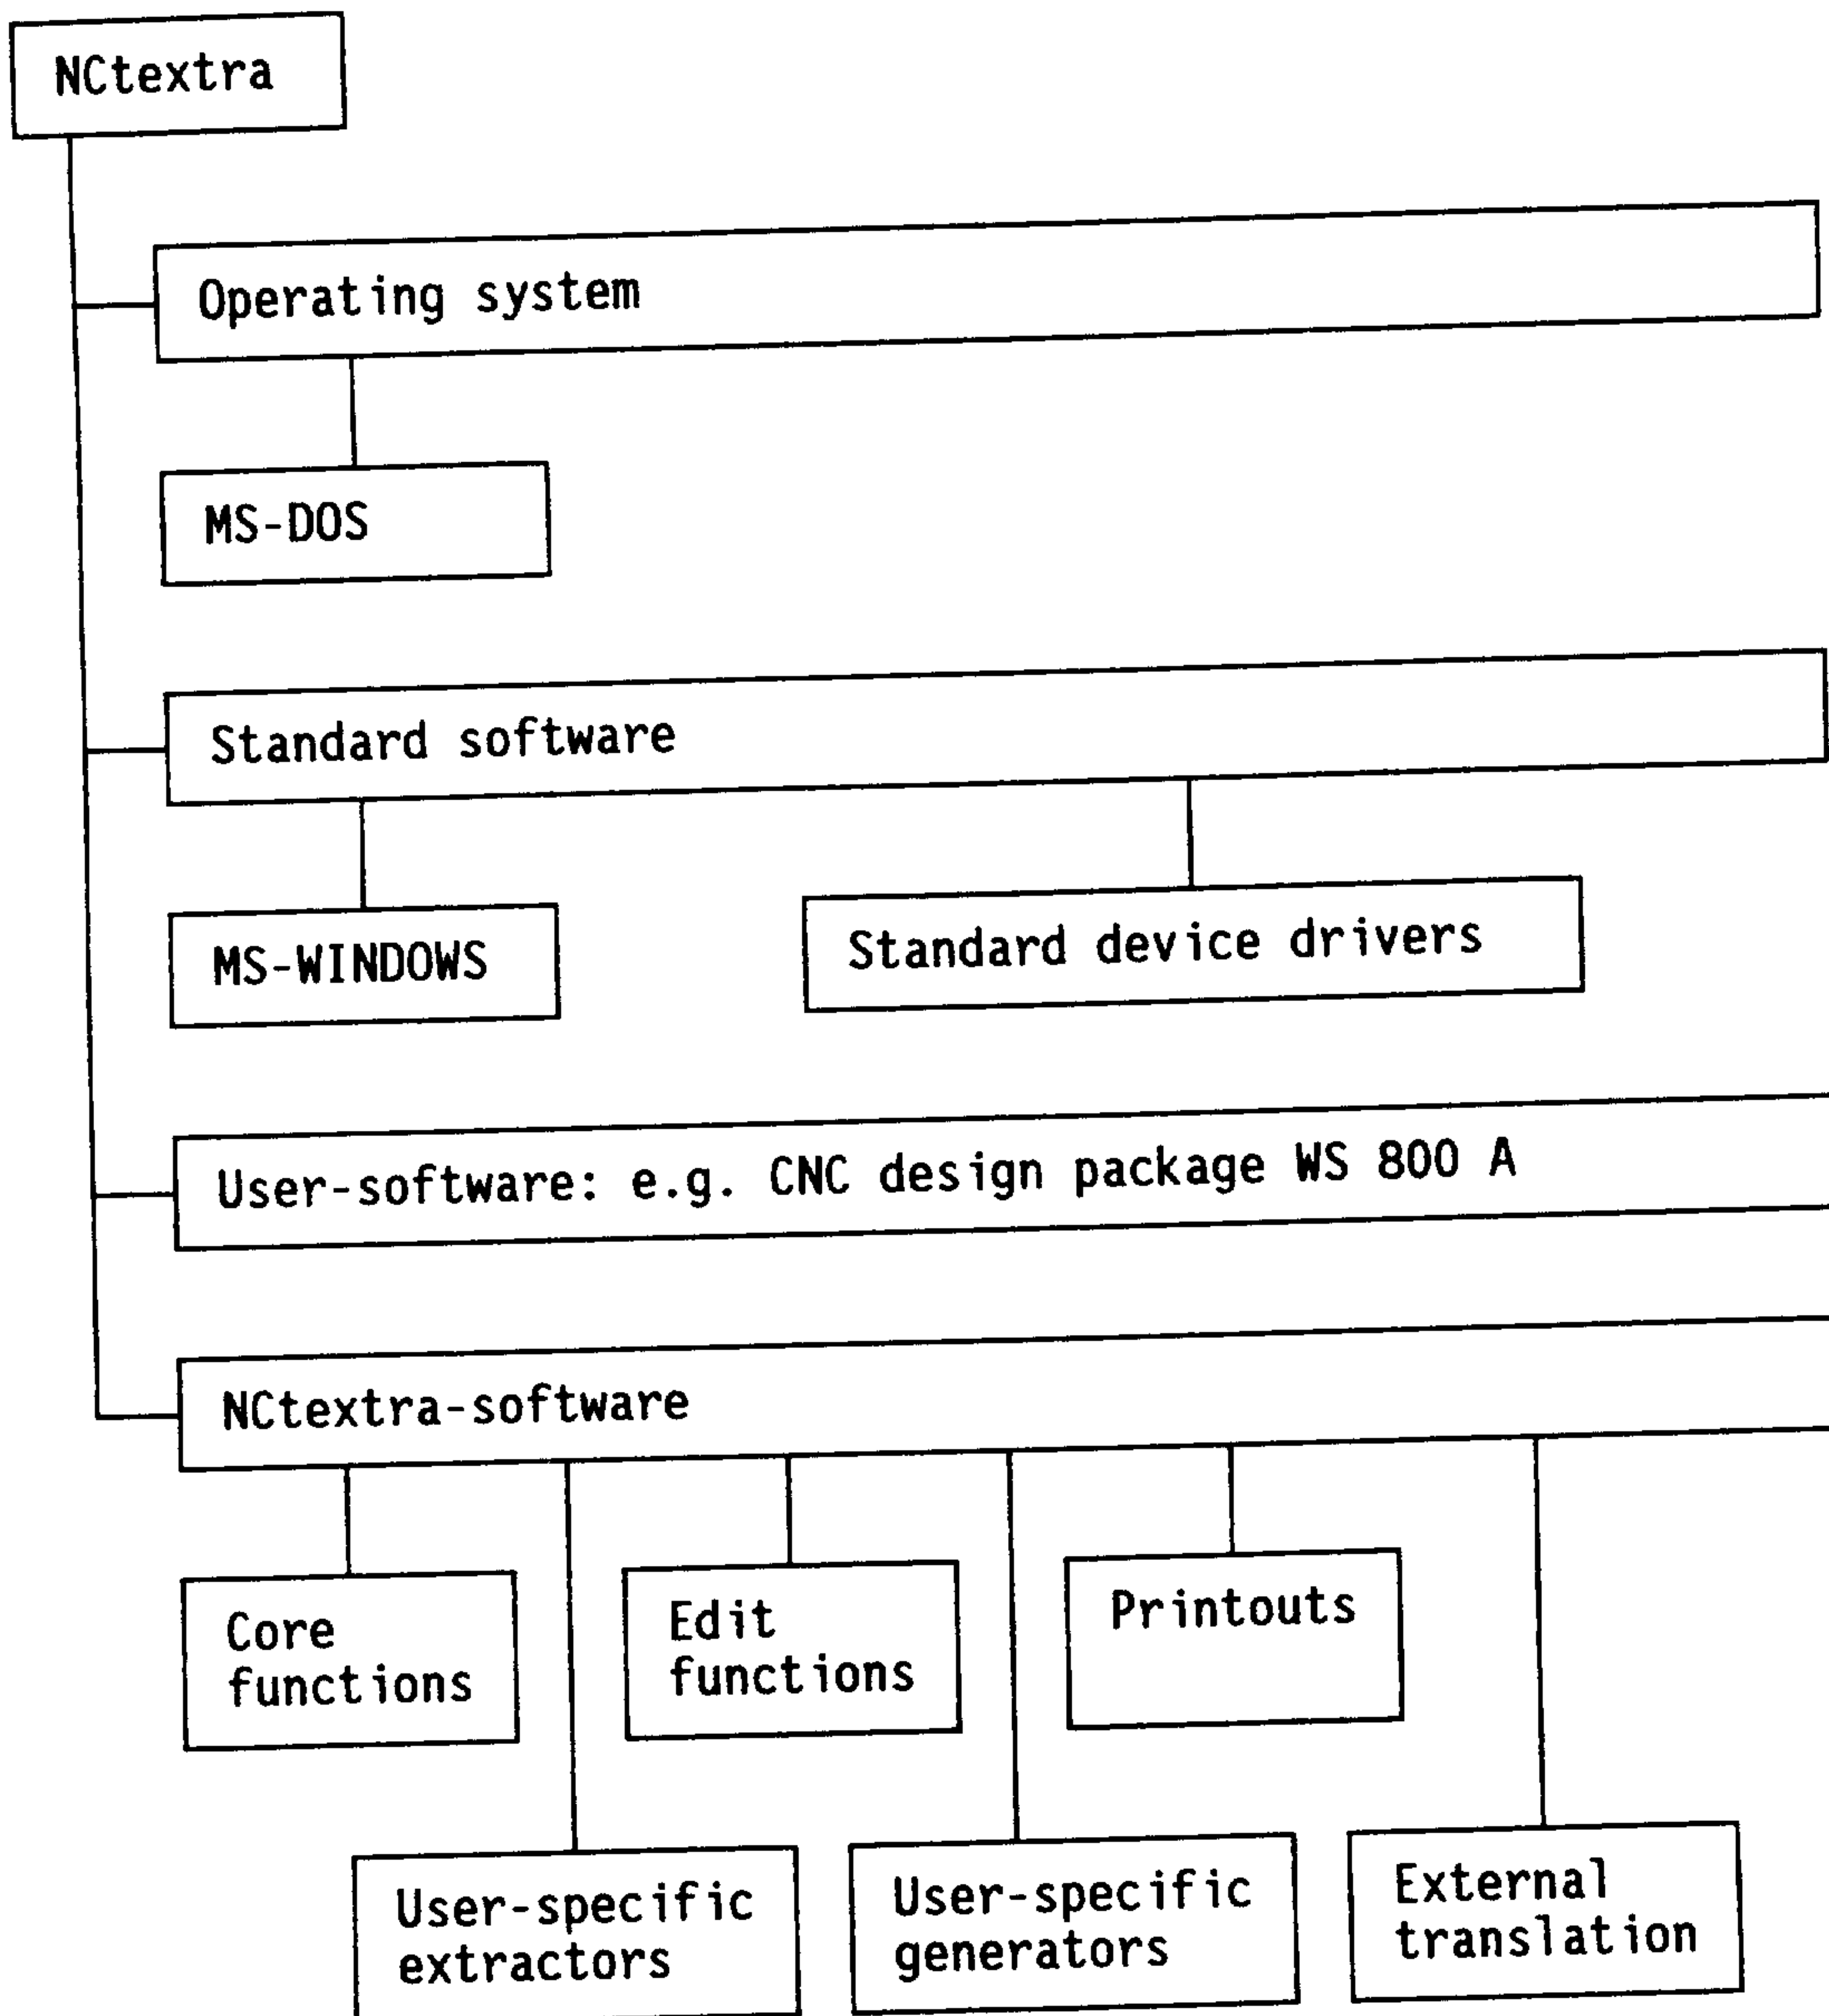 NCtextra
Operating system
MS-DOS
Standard software
MS-WINDOWS
Standard device drivers
User-software: e.g. CNC design package WS 800 A
NCtextra-software
Core
functions
Edit
functions
Printouts
User-specific
extractors
User-specific
generators
External
translation